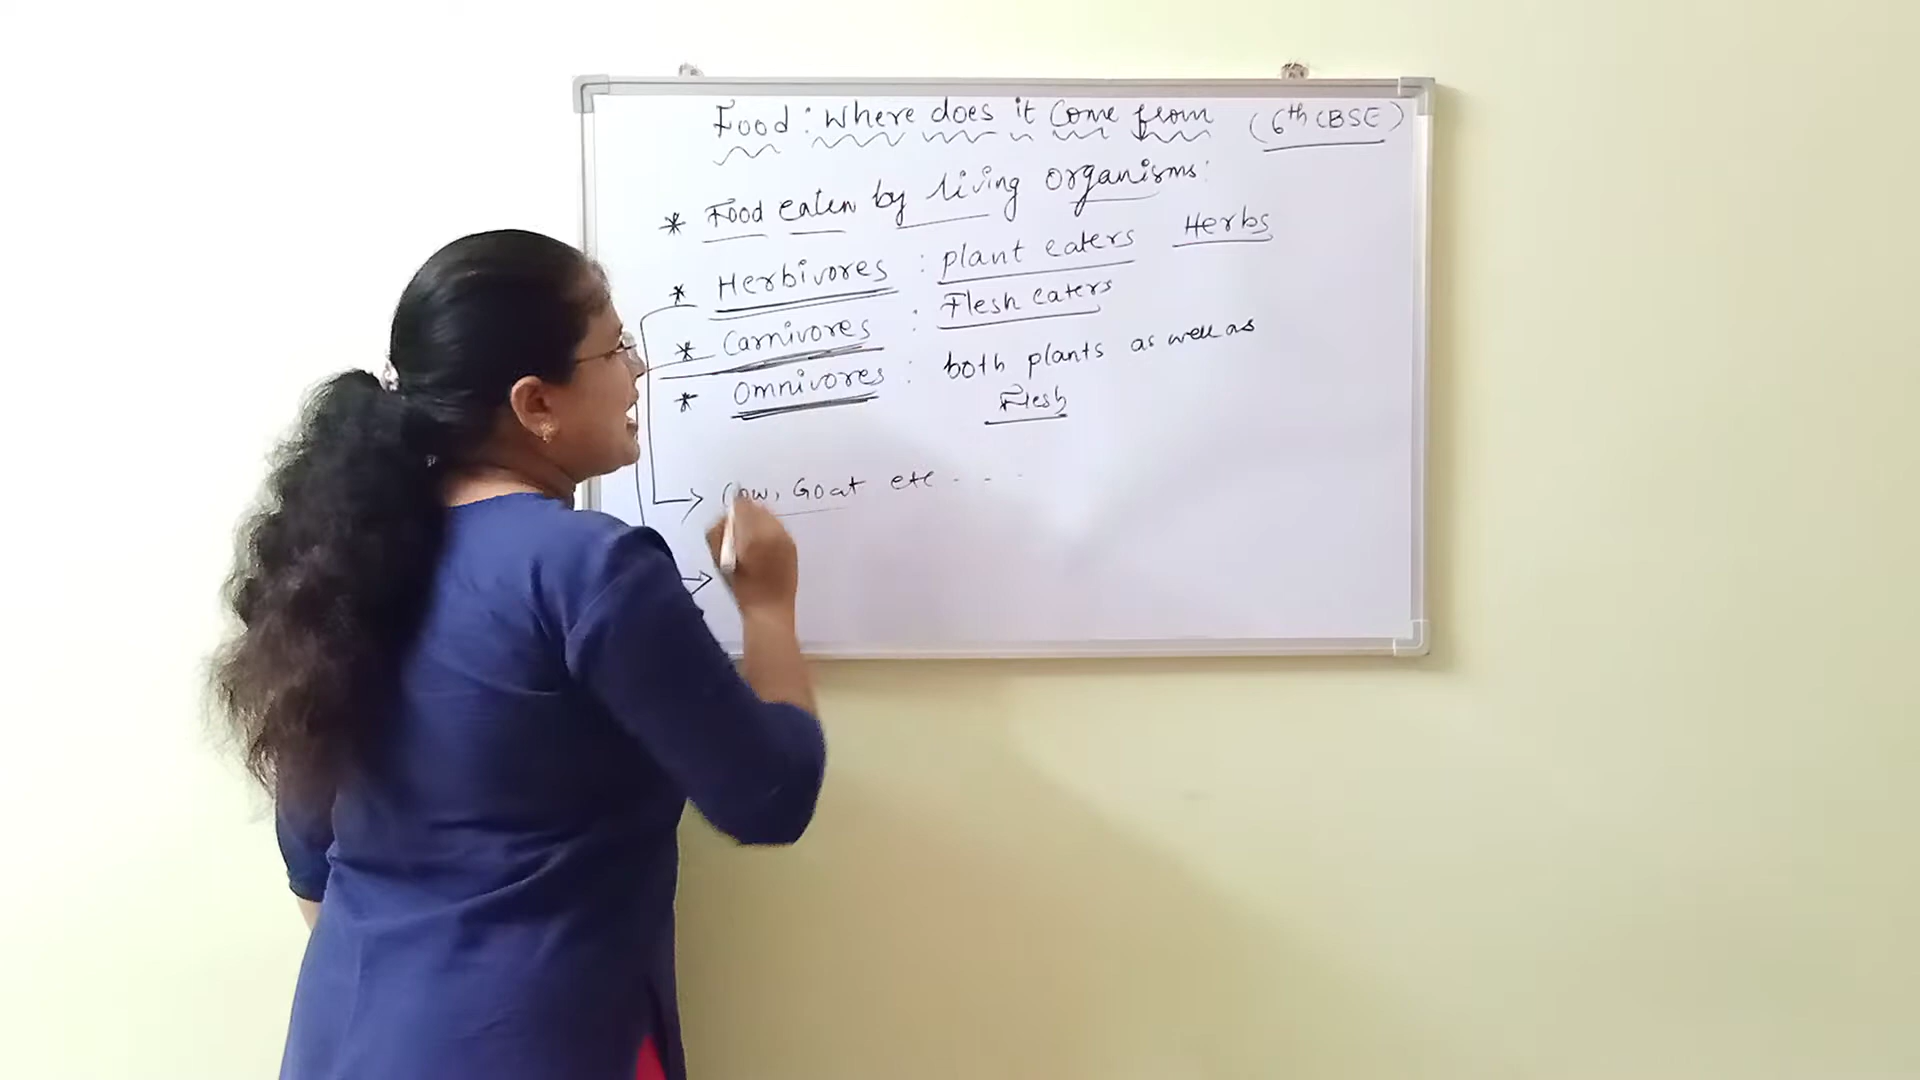 Food : Where does it Come from (6th CBSE)
* Food eaten by living organisms:
* Herbivores : plant eaters Herbs
* Carnivores : Flesh eaters
* Omnivores : both plants as well as
Flesh
Cow, Goat etc - - -